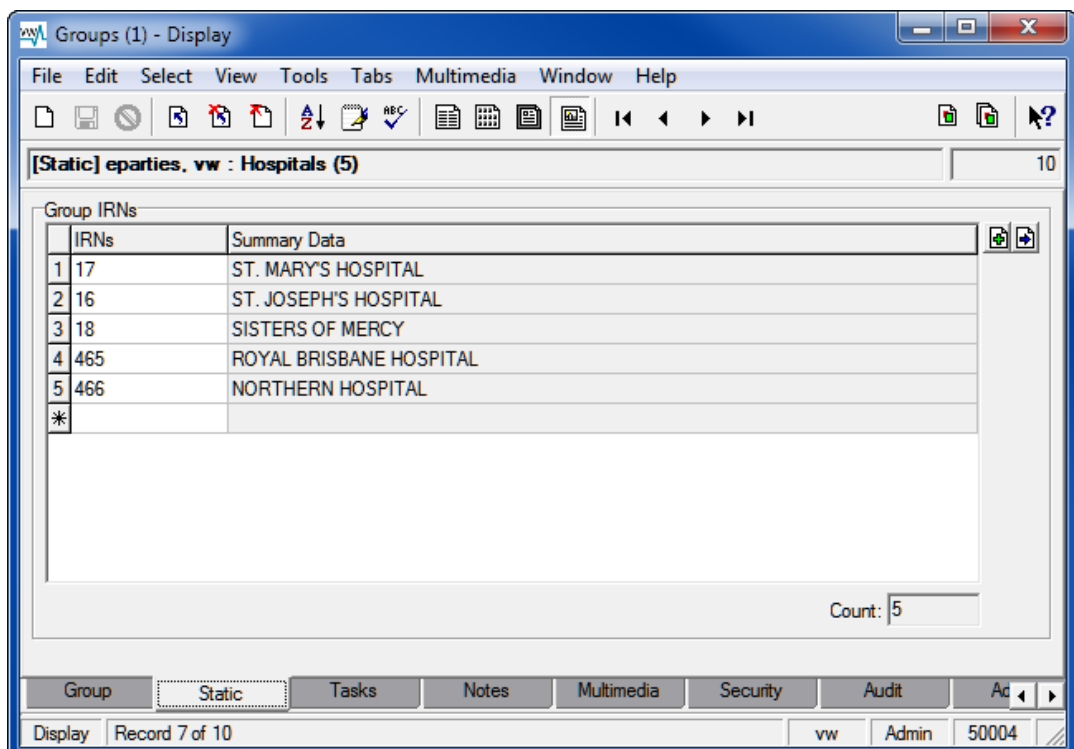 Groups (1) - Display
File Edit Select View Tools Tabs Multimedia Window Help
[Static] eparties, vw : Hospitals (5) 10
Group IRNs
IRNs Summary Data
1 17 ST. MARY'S HOSPITAL
2 16 ST. JOSEPH'S HOSPITAL
3 18 SISTERS OF MERCY
4 465 ROYAL BRISBANE HOSPITAL
5 466 NORTHERN HOSPITAL
*
Count: 5
Group Static Tasks Notes Multimedia Security Audit Ad
Display Record 7 of 10 vw Admin 50004